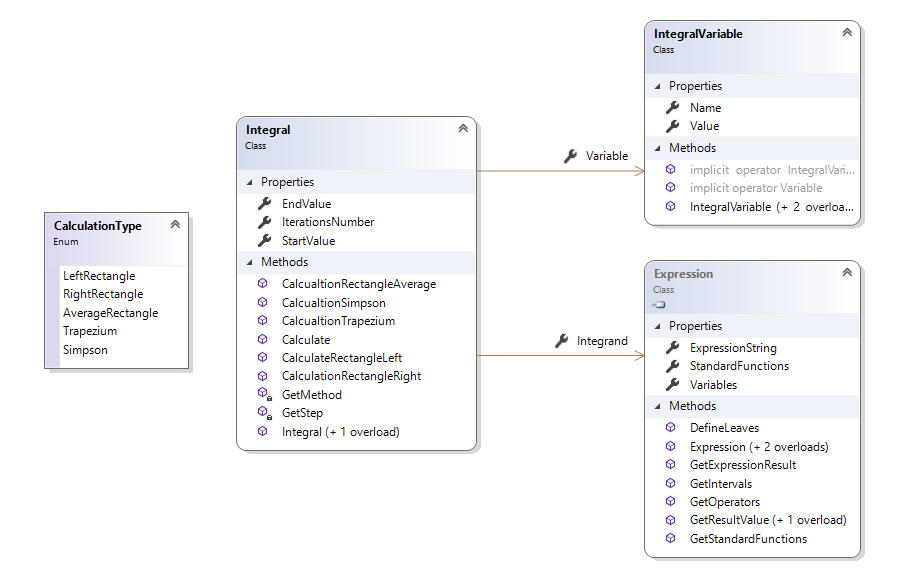 CalculationType
Enum
LeftRectangle
RightRectangle
AverageRectangle
Trapezium
Simpson
Integral
Class
Properties
EndValue
IterationsNumber
StartValue
Methods
CalcualtionRectangleAverage
CalcualtionSimpson
CalcualtionTrapezium
Calculate
CalculateRectangleLeft
CalculationRectangleRight
GetMethod
GetStep
Integral (+ 1 overload)
Variable
Integrand
IntegralVariable
Class
Properties
Name
Value
Methods
implicit operator IntegralVari...
implicit operator Variable
IntegralVariable (+ 2 overloa...
Expression
Class
Properties
ExpressionString
StandardFunctions
Variables
Methods
DefineLeaves
Expression (+ 2 overloads)
GetExpressionResult
GetIntervals
GetOperators
GetResultValue (+ 1 overload)
GetStandardFunctions